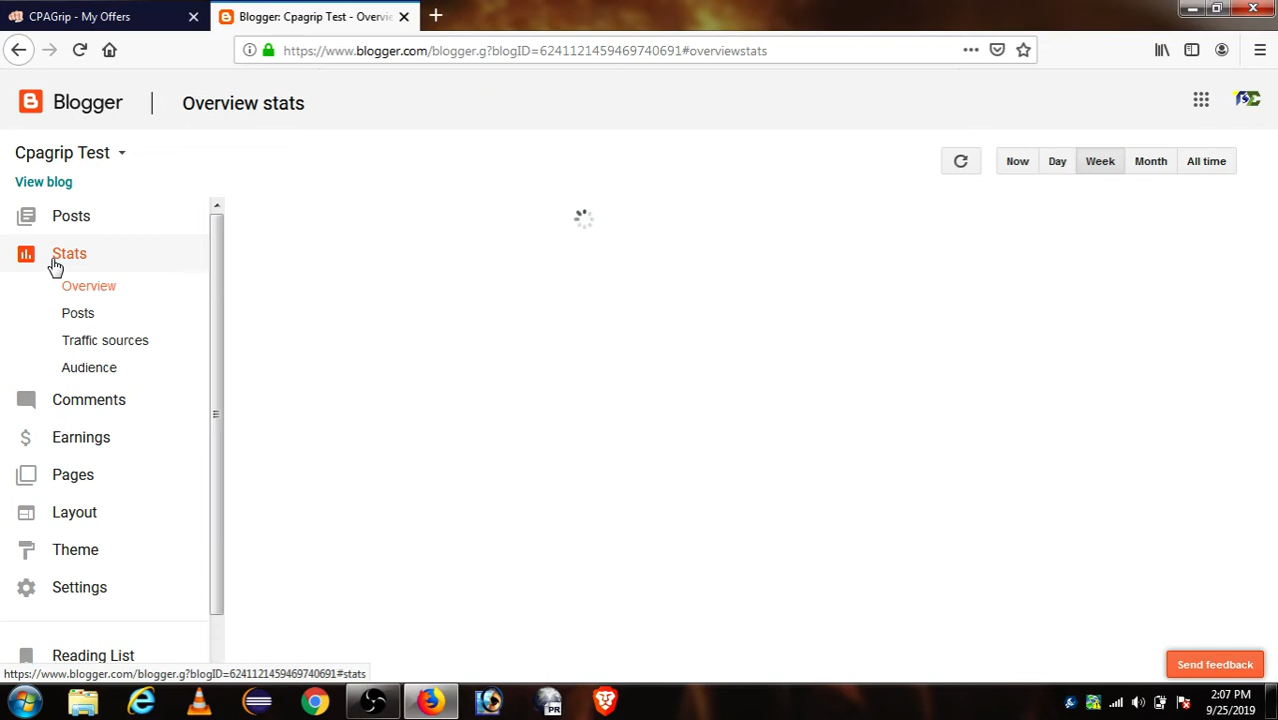 CPAGrip - My Offers
Blogger: Cpagrip Test - Overvie
https://www.blogger.com/blogger.g?blogID=6241121459469740691#overviewstats
Blogger
Overview stats
Cpagrip Test
Now
Day
Week
Month
All time
View blog
Posts
Stats
Overview
Posts
Traffic sources
Audience
Comments
Earnings
Pages
Layout
Theme
Settings
Reading List
Send feedback
https://www.blogger.com/blogger.g?blogID=6241121459469740691#stats
PR
2:07 PM
9/25/2019